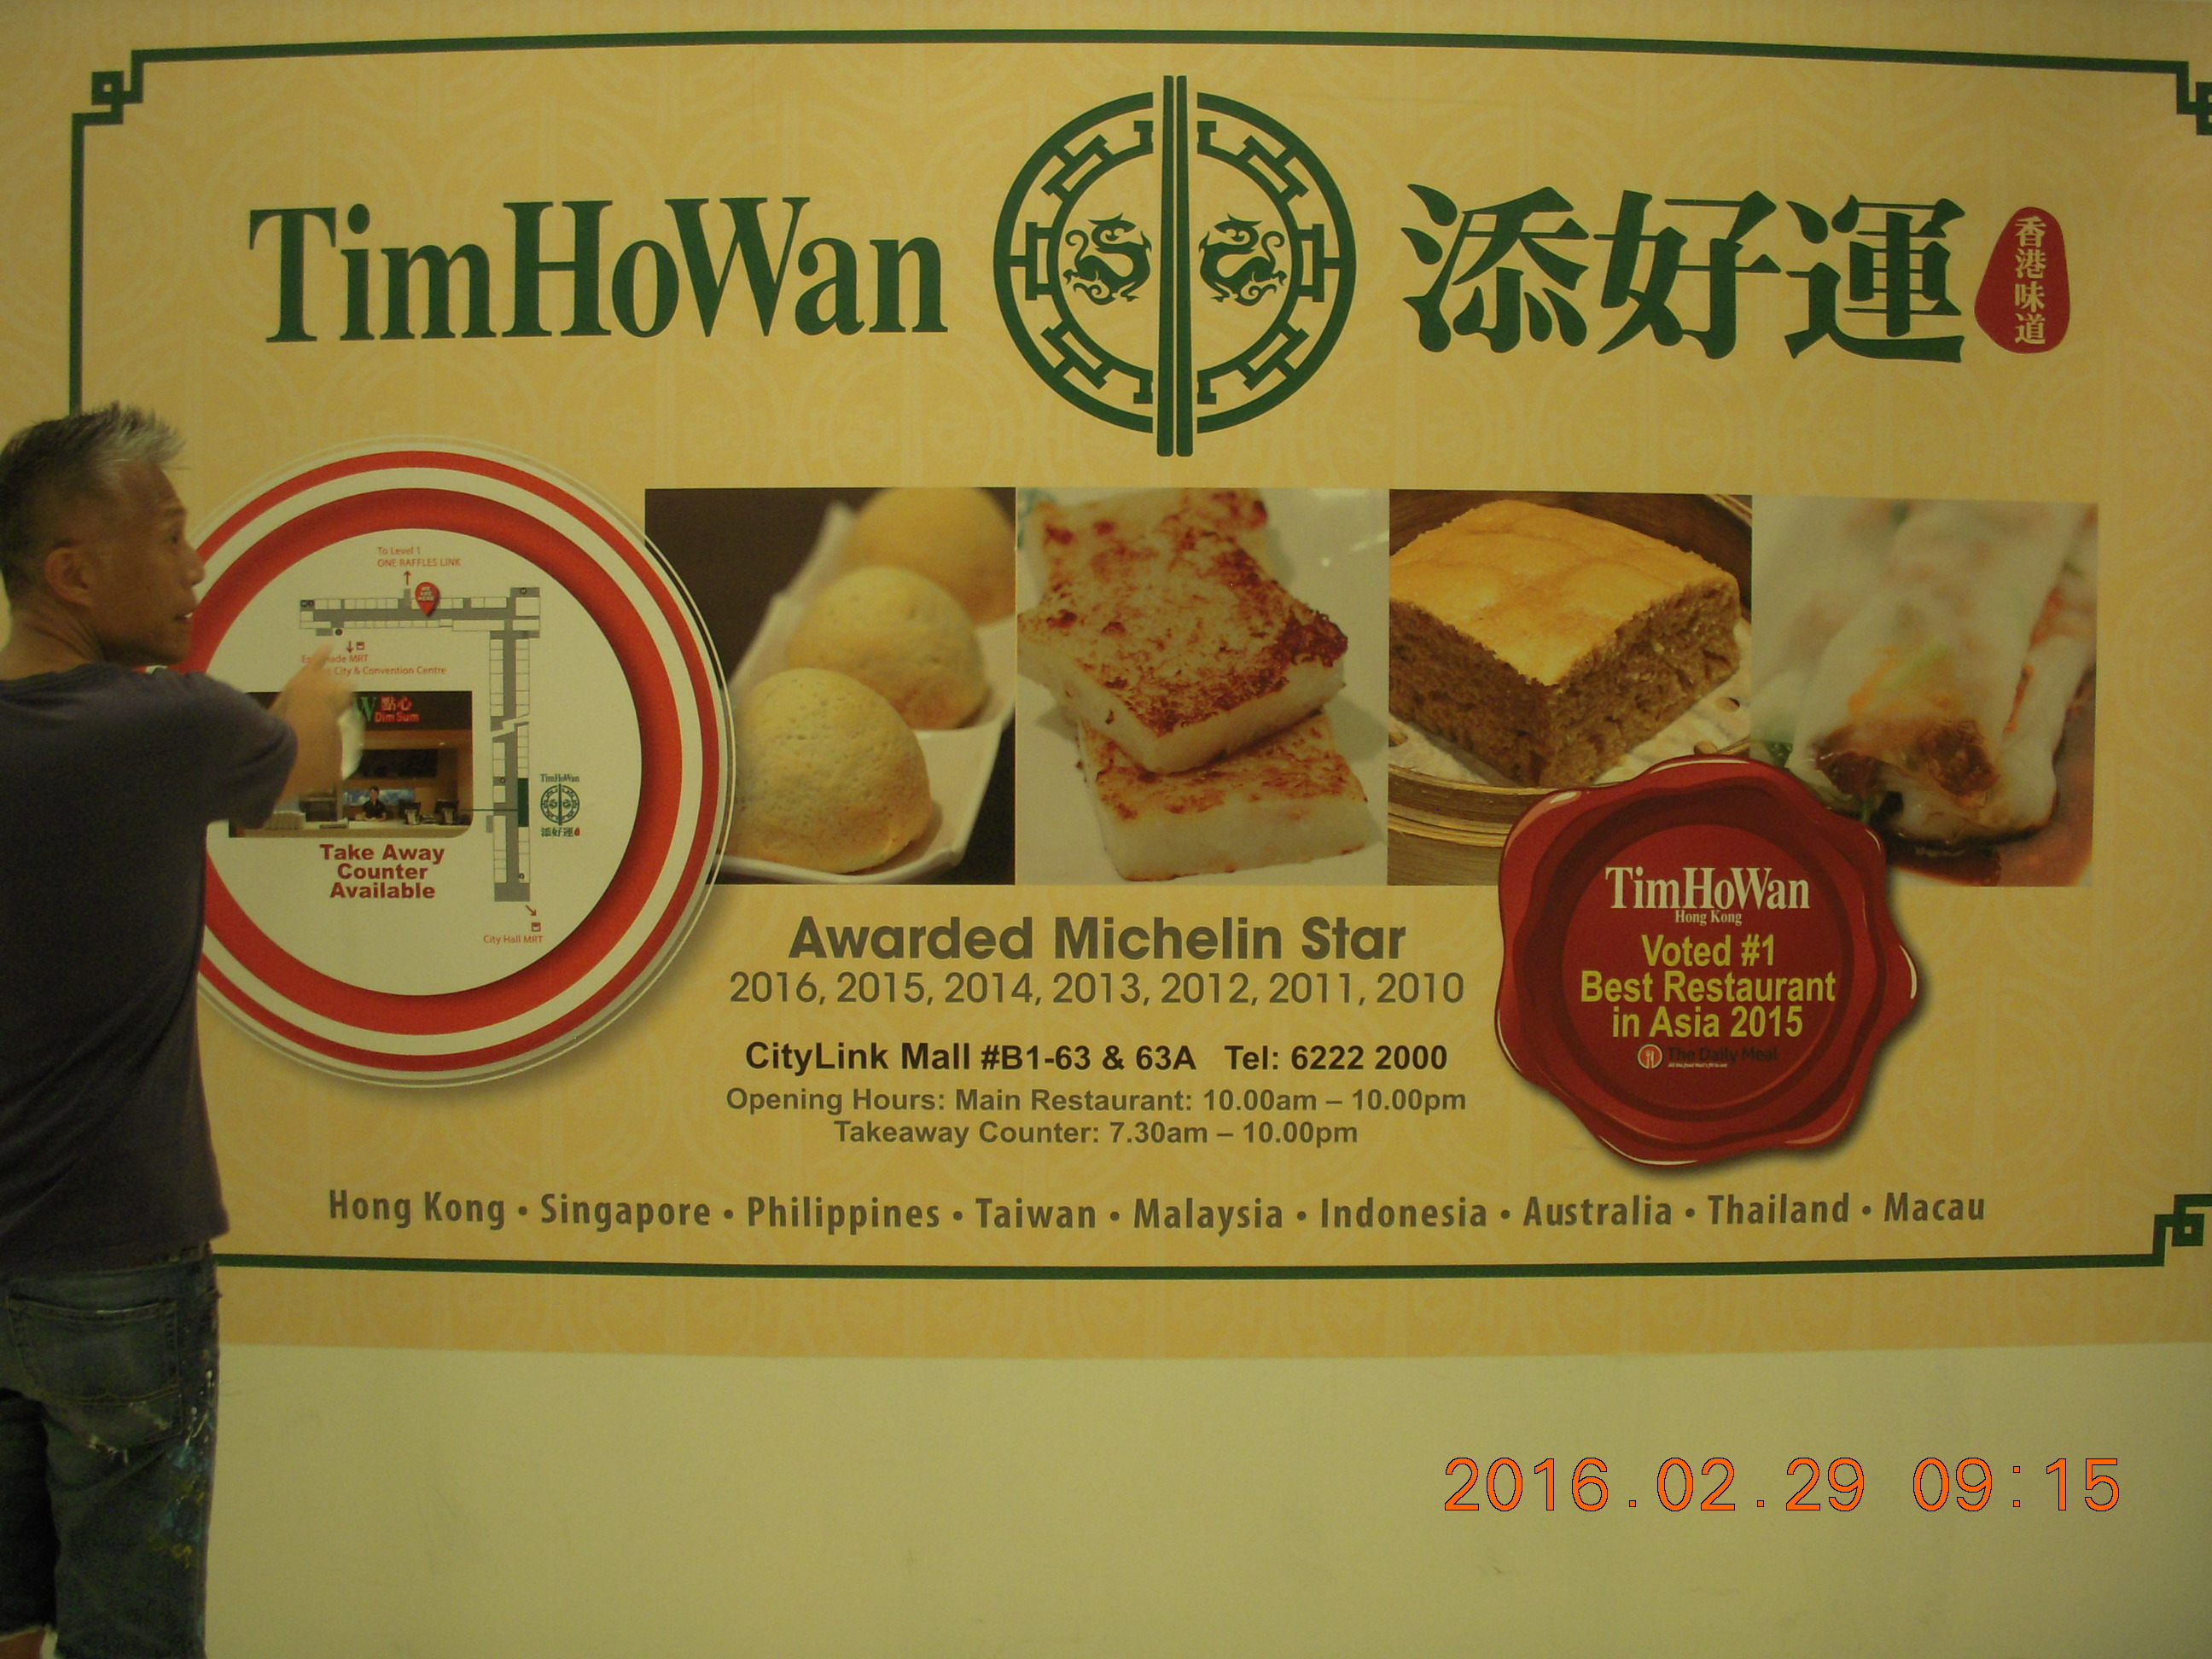 TimHoWan
添好運
香港味道
To Level 1
ONE RAFFLES LINK
WE ARE HERE
MRT
City & Convention Centre
W 點心
Dim Sum
TimHoWan
添好運
Take Away
Counter
Available
City Hall MRT
Awarded Michelin Star
2016, 2015, 2014, 2013, 2012, 2011, 2010
CityLink Mall #B1-63 & 63A Tel: 6222 2000
Opening Hours: Main Restaurant: 10.00am – 10.00pm
Takeaway Counter: 7.30am – 10.00pm
TimHoWan
Hong Kong
Voted #1
Best Restaurant
in Asia 2015
The Daily Meal
Hong Kong • Singapore • Philippines • Taiwan • Malaysia • Indonesia • Australia • Thailand • Macau
2016.02.29 09:15